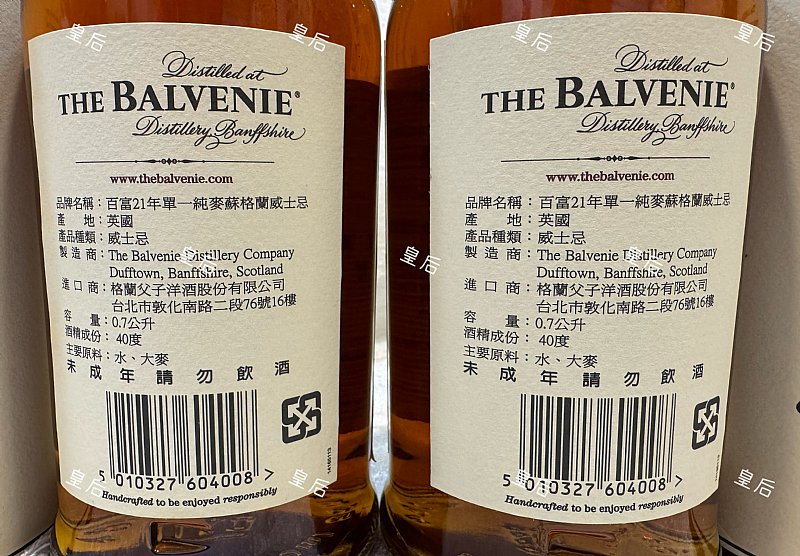 皇后
皇后
皇后
皇后
Distilled at
THE BALVENIE®
Distillery, Banffshire
www.thebalvenie.com
品牌名稱：百富21年單一純麥蘇格蘭威士忌
產 地：英國
產品種類：威士忌
製造商：The Balvenie Distillery Company
Dufftown, Banffshire, Scotland
進口商：格蘭父子洋酒股份有限公司
台北市敦化南路二段76號16樓
容 量：0.7公升
酒精成份：40度
主要原料：水、大麥
未成年請勿飲酒
5 010327 604008 >
Handcrafted to be enjoyed responsibly
Distilled at
THE BALVENIE®
Distillery, Banffshire
www.thebalvenie.com
品牌名稱：百富21年單一純麥蘇格蘭威士忌
產 地：英國
產品種類：威士忌
製造商：The Balvenie Distillery Company
Dufftown, Banffshire, Scotland
進口商：格蘭父子洋酒股份有限公司
台北市敦化南路二段76號16樓
容 量：0.7公升
酒精成份：40度
主要原料：水、大麥
未成年請勿飲酒
5 010327 604008 >
Handcrafted to be enjoyed responsibly
皇后
皇后
皇后
皇后
皇后
皇后